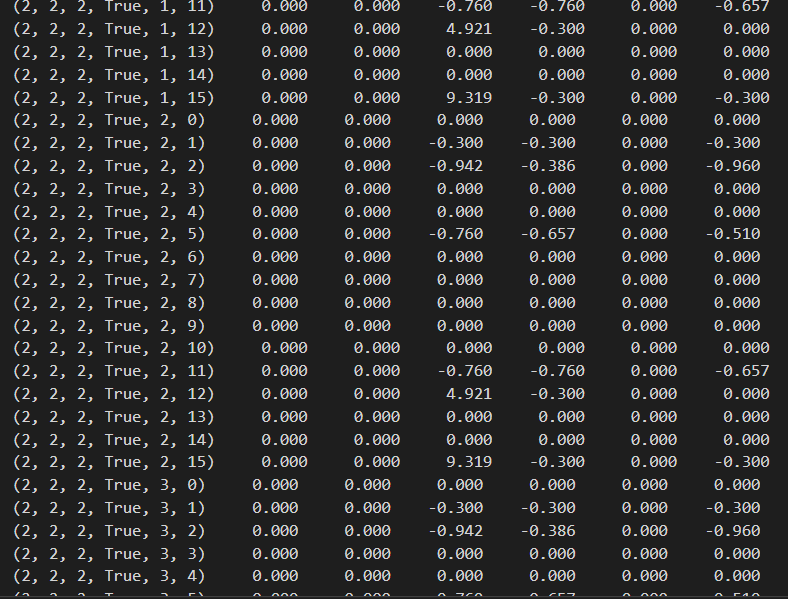 (2, 2, 2, True, 1, 11) 0.000 0.000 -0.760 -0.760 0.000 -0.657
(2, 2, 2, True, 1, 12) 0.000 0.000 4.921 -0.300 0.000 0.000
(2, 2, 2, True, 1, 13) 0.000 0.000 0.000 0.000 0.000 0.000
(2, 2, 2, True, 1, 14) 0.000 0.000 0.000 0.000 0.000 0.000
(2, 2, 2, True, 1, 15) 0.000 0.000 9.319 -0.300 0.000 -0.300
(2, 2, 2, True, 2, 0) 0.000 0.000 0.000 0.000 0.000 0.000
(2, 2, 2, True, 2, 1) 0.000 0.000 -0.300 -0.300 0.000 -0.300
(2, 2, 2, True, 2, 2) 0.000 0.000 -0.942 -0.386 0.000 -0.960
(2, 2, 2, True, 2, 3) 0.000 0.000 0.000 0.000 0.000 0.000
(2, 2, 2, True, 2, 4) 0.000 0.000 0.000 0.000 0.000 0.000
(2, 2, 2, True, 2, 5) 0.000 0.000 -0.760 -0.657 0.000 -0.510
(2, 2, 2, True, 2, 6) 0.000 0.000 0.000 0.000 0.000 0.000
(2, 2, 2, True, 2, 7) 0.000 0.000 0.000 0.000 0.000 0.000
(2, 2, 2, True, 2, 8) 0.000 0.000 0.000 0.000 0.000 0.000
(2, 2, 2, True, 2, 9) 0.000 0.000 0.000 0.000 0.000 0.000
(2, 2, 2, True, 2, 10) 0.000 0.000 0.000 0.000 0.000 0.000
(2, 2, 2, True, 2, 11) 0.000 0.000 -0.760 -0.760 0.000 -0.657
(2, 2, 2, True, 2, 12) 0.000 0.000 4.921 -0.300 0.000 0.000
(2, 2, 2, True, 2, 13) 0.000 0.000 0.000 0.000 0.000 0.000
(2, 2, 2, True, 2, 14) 0.000 0.000 0.000 0.000 0.000 0.000
(2, 2, 2, True, 2, 15) 0.000 0.000 9.319 -0.300 0.000 -0.300
(2, 2, 2, True, 3, 0) 0.000 0.000 0.000 0.000 0.000 0.000
(2, 2, 2, True, 3, 1) 0.000 0.000 -0.300 -0.300 0.000 -0.300
(2, 2, 2, True, 3, 2) 0.000 0.000 -0.942 -0.386 0.000 -0.960
(2, 2, 2, True, 3, 3) 0.000 0.000 0.000 0.000 0.000 0.000
(2, 2, 2, True, 3, 4) 0.000 0.000 0.000 0.000 0.000 0.000